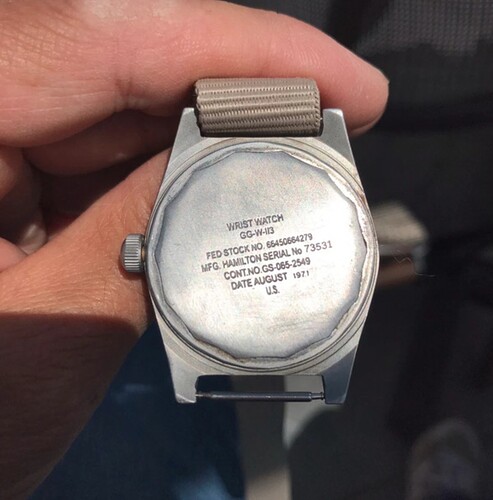 WRIST WATCH
GG-W-113
FED STOCK NO. 66450664279
MFG. HAMILTON SERIAL No 73531
CONT.NO.GS-06S-2549
DATE AUGUST 1971
U.S.